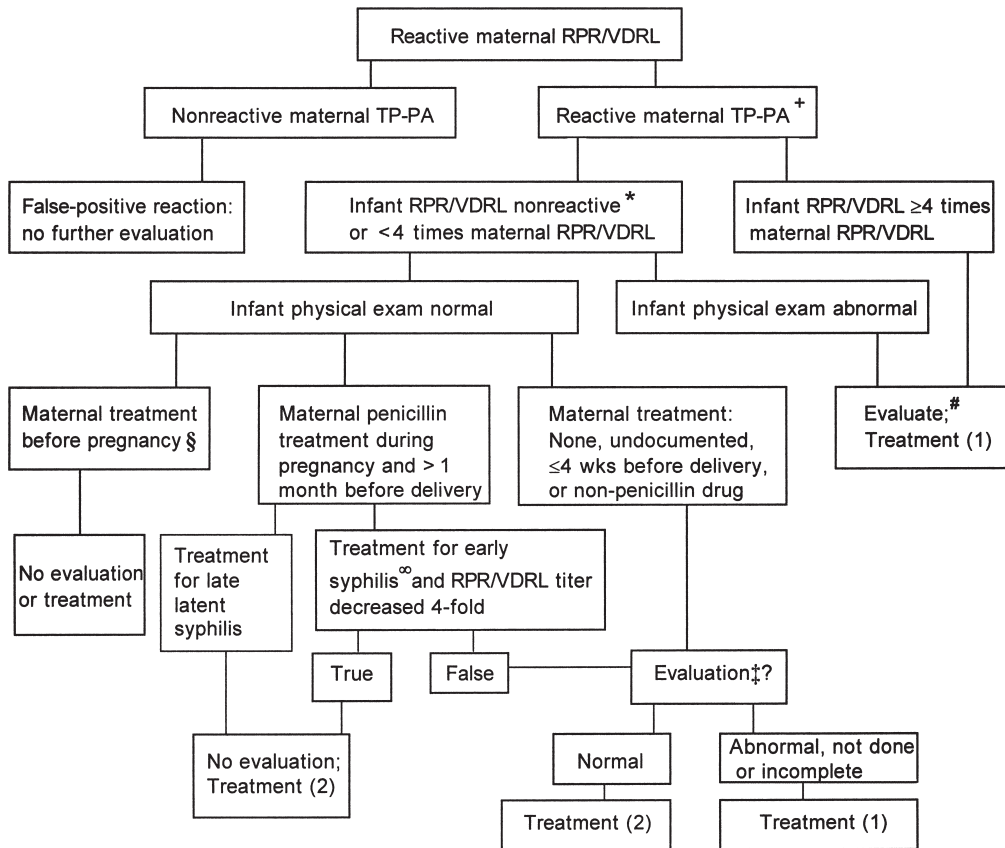 Reactive maternal RPR/VDRL
Nonreactive maternal TP-PA
Reactive maternal TP-PA+
False-positive reaction:
no further evaluation
Infant RPR/VDRL nonreactive*
or <4 times maternal RPR/VDRL
Infant RPR/VDRL ≥4 times
maternal RPR/VDRL
Infant physical exam normal
Infant physical exam abnormal
Maternal treatment
before pregnancy §
Maternal penicillin
treatment during
pregnancy and >1
month before delivery
Maternal treatment:
None, undocumented,
≤4 wks before delivery,
or non-penicillin drug
Evaluate;#
Treatment (1)
No evaluation
or treatment
Treatment
for late
latent
syphilis
Treatment for early
syphilis∞ and RPR/VDRL titer
decreased 4-fold
True
False
Evaluation‡?
No evaluation;
Treatment (2)
Normal
Abnormal, not done
or incomplete
Treatment (2)
Treatment (1)